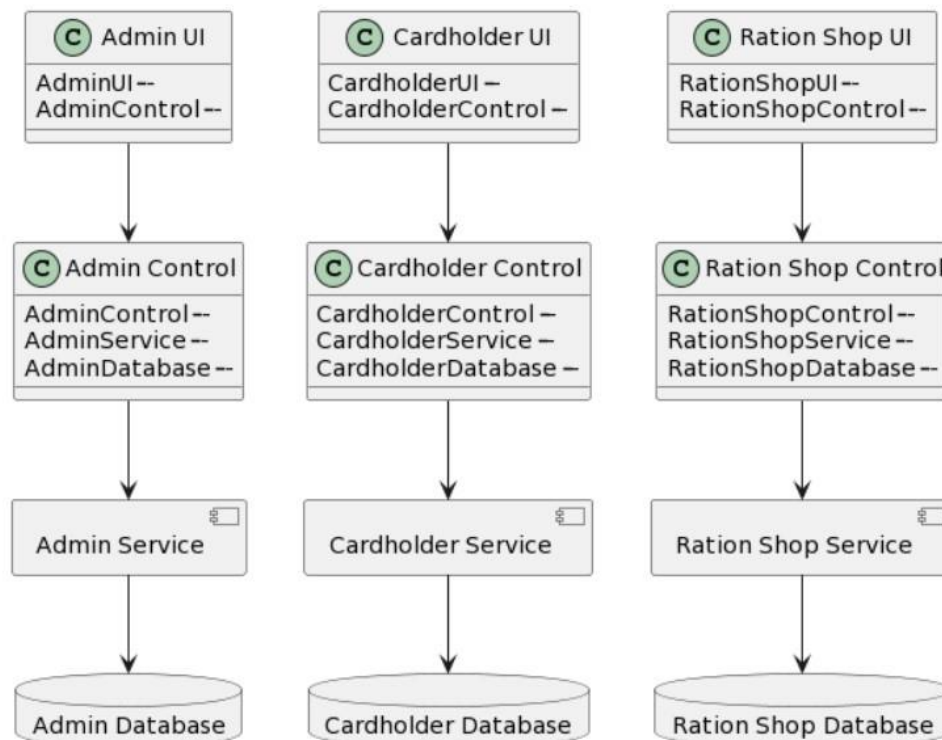 C Admin UI
AdminUI--
AdminControl--
C Cardholder UI
CardholderUI--
CardholderControl--
C Ration Shop UI
RationShopUI--
RationShopControl--
C Admin Control
AdminControl--
AdminService--
AdminDatabase--
C Cardholder Control
CardholderControl--
CardholderService--
CardholderDatabase--
C Ration Shop Control
RationShopControl--
RationShopService--
RationShopDatabase--
Admin Service
Cardholder Service
Ration Shop Service
Admin Database
Cardholder Database
Ration Shop Database